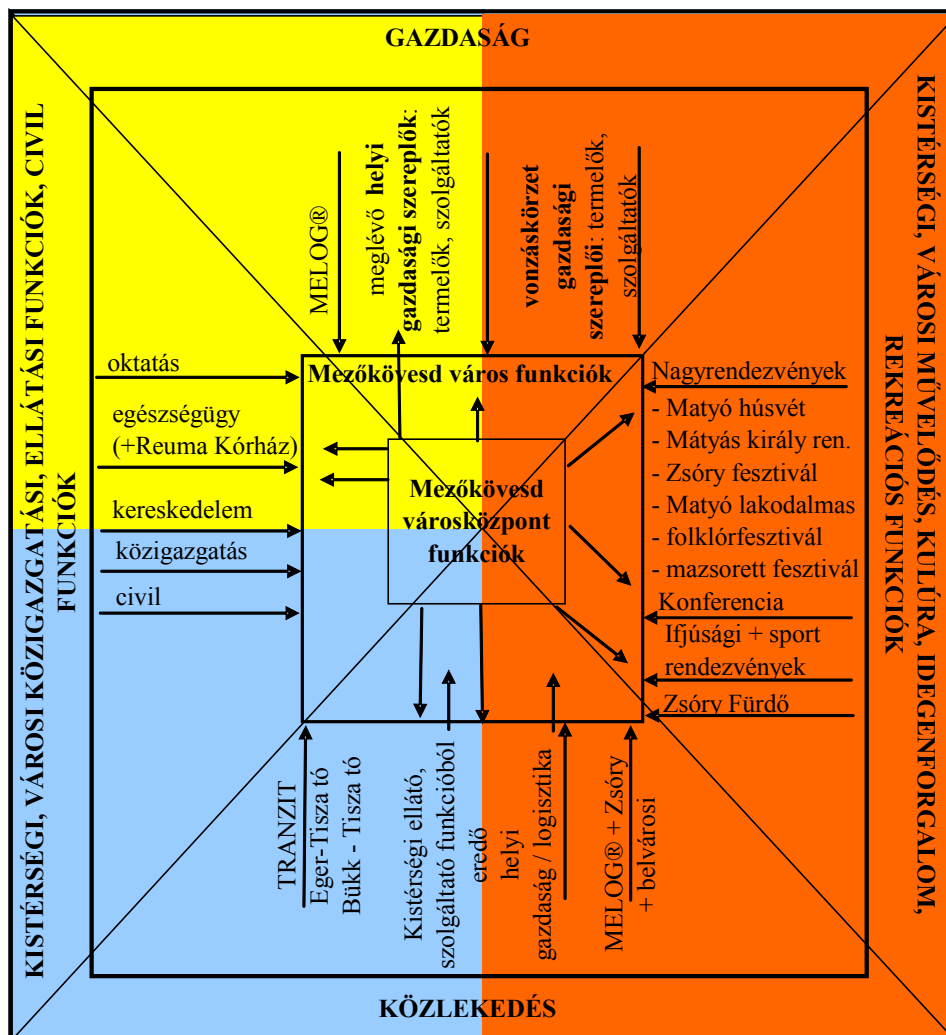 GAZDASÁG
KISTÉRSÉGI, VÁROSI KÖZIGAZGATÁSI, ELLÁTÁSI FUNKCIÓK, CIVIL
FUNKCIÓK
MELOG®
meglévő helyi
gazdasági szereplők:
termelők, szolgáltatók
vonzáskörzet
gazdasági
szereplői: termelők,
szolgáltatók
KISTÉRSÉGI, VÁROSI MŰVELŐDÉS, KULÚRA, IDEGENFORGALOM,
REKREÁCIÓS FUNKCIÓK
oktatás
egészségügy
(+Reuma Kórház)
kereskedelem
közigazgatás
civil
Mezőkövesd város funkciók
Mezőkövesd
városközpont
funkciók
Nagyrendezvények
- Matyó húsvét
- Mátyás király ren.
- Zsóry fesztivál
- Matyó lakodalmas
- folklórfesztivál
- mazsorett fesztivál
Konferencia
Ifjúsági + sport
rendezvények
Zsóry Fürdő
TRANZIT
Eger-Tisza tó
Bükk - Tisza tó
Kistérségi ellátó,
szolgáltató funkcióból
eredő
helyi
gazdaság / logisztika
MELOG® + Zsóry
+ belvárosi
KÖZLEKEDÉS